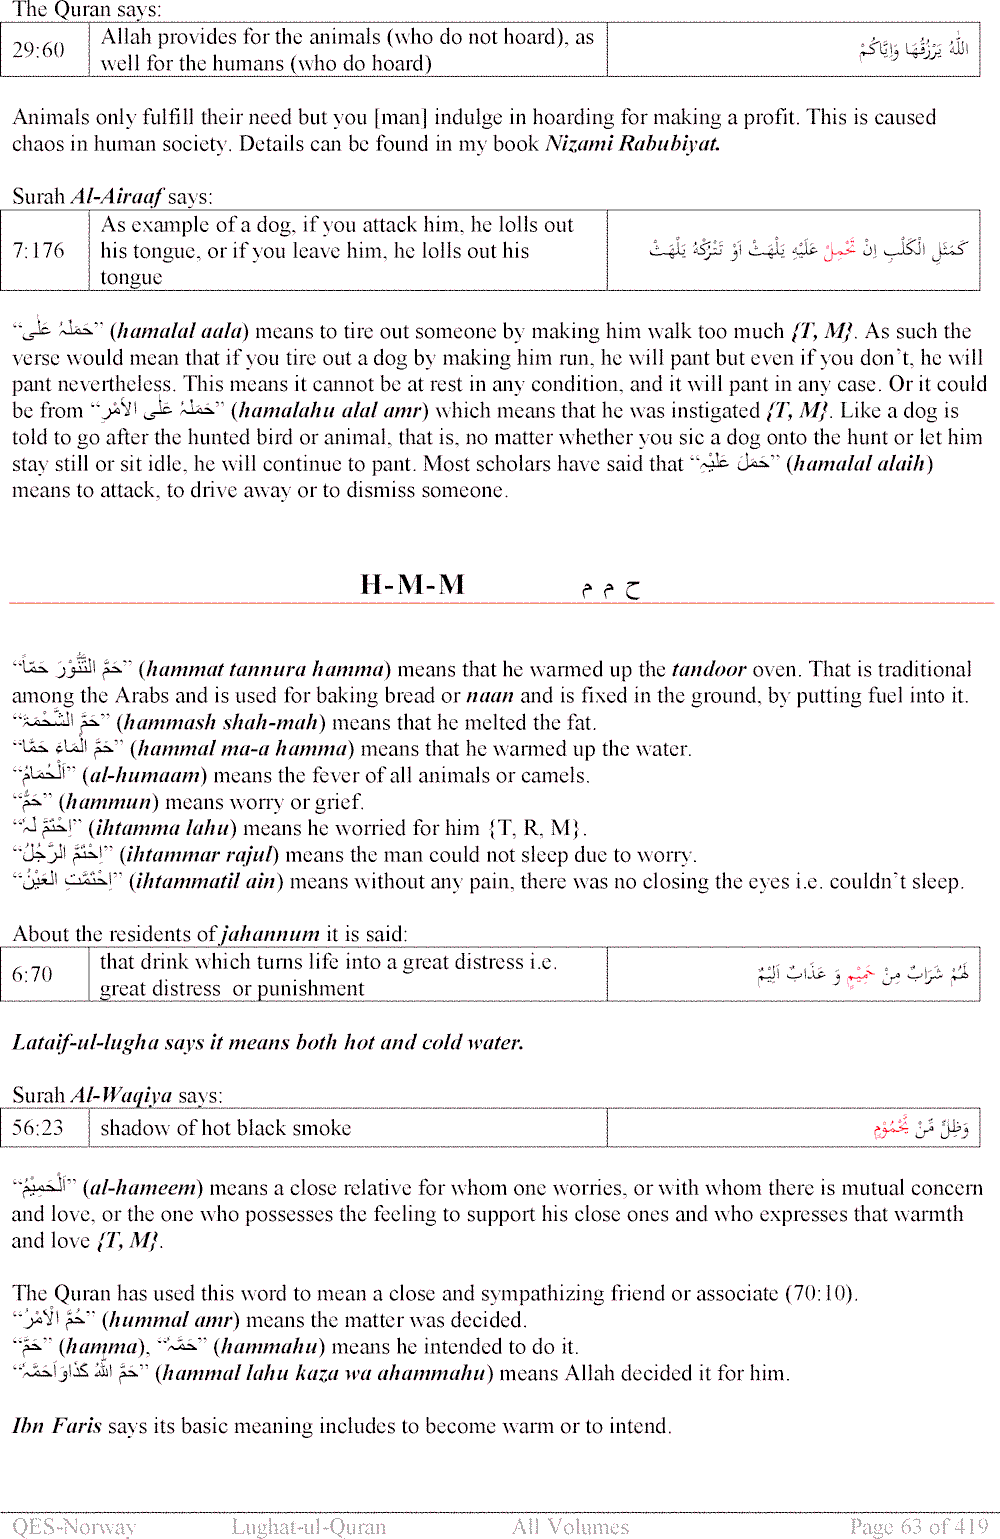 The Quran says:
29:60 Allah provides for the animals (who do not hoard), as اللّٰهُ يَرْزُقُهَا وَاِيَّاكُمْ
well for the humans (who do hoard)
Animals only fulfill their need but you [man] indulge in hoarding for making a profit. This is caused
chaos in human society. Details can be found in my book Nizami Rabubiyat.
Surah Al-Airaaf says:
As example of a dog, if you attack him, he lolls out
7:176 his tongue, or if you leave him, he lolls out his كَمَثَلِ الْكَلْبِ اِنْ تَحْمِلْ عَلَيْهِ يَلْهَثْ اَوْ تَتْرُكْهُ يَلْهَثْ
tongue
“حَمَلَہُ عَلٰی” (hamalal aala) means to tire out someone by making him walk too much {T, M}. As such the
verse would mean that if you tire out a dog by making him run, he will pant but even if you don’t, he will
pant nevertheless. This means it cannot be at rest in any condition, and it will pant in any case. Or it could
be from “حَمَلَہُ عَلَی الاَمْرِ” (hamalahu alal amr) which means that he was instigated {T, M}. Like a dog is
told to go after the hunted bird or animal, that is, no matter whether you sic a dog onto the hunt or let him
stay still or sit idle, he will continue to pant. Most scholars have said that “حَمَلَ عَلَیْہِ” (hamalal alaih)
means to attack, to drive away or to dismiss someone.
H-M-M ح م م
“حَمَّ التَّنُّوْرَ حَمّاً” (hammat tannura hamma) means that he warmed up the tandoor oven. That is traditional
among the Arabs and is used for baking bread or naan and is fixed in the ground, by putting fuel into it.
“حَمَّ الشَّحْمَۃَ” (hammash shah-mah) means that he melted the fat.
“حَمَّ الْمَاءَ حَمَّا” (hammal ma-a hamma) means that he warmed up the water.
“اَلْحُمَامُ” (al-humaam) means the fever of all animals or camels.
“حَمٌّ” (hammun) means worry or grief.
“اِحْتَمَّ لَہٗ” (ihtamma lahu) means he worried for him {T, R, M}.
“اِحْتَمَّ الرَّجُلُ” (ihtammar rajul) means the man could not sleep due to worry.
“اِحْتَمَّتِ الْعَیْنُ” (ihtammatil ain) means without any pain, there was no closing the eyes i.e. couldn’t sleep.
About the residents of jahannum it is said:
6:70 that drink which turns life into a great distress i.e. لَهُمْ شَرَابٌ مِنْ حَمِيْمٍ وَ عَذَابٌ اَلِيْمٌ
great distress or punishment
Lataif-ul-lugha says it means both hot and cold water.
Surah Al-Waqiya says:
56:23 shadow of hot black smoke وَظِلٍّ مِّنْ يَّحْمُوْمٍ
“اَلْحَمِیْمُ” (al-hameem) means a close relative for whom one worries, or with whom there is mutual concern
and love, or the one who possesses the feeling to support his close ones and who expresses that warmth
and love {T, M}.
The Quran has used this word to mean a close and sympathizing friend or associate (70:10).
“حُمَّ الْاَمْرُ” (hummal amr) means the matter was decided.
“حَمَّ” (hamma), “حَمَّہٗ” (hammahu) means he intended to do it.
“حَمَّ اللّٰہُ کَذَا وَاَحَمَّہٗ” (hammal lahu kaza wa ahammahu) means Allah decided it for him.
Ibn Faris says its basic meaning includes to become warm or to intend.
QES-Norway Lughat-ul-Quran All Volumes Page 63 of 419